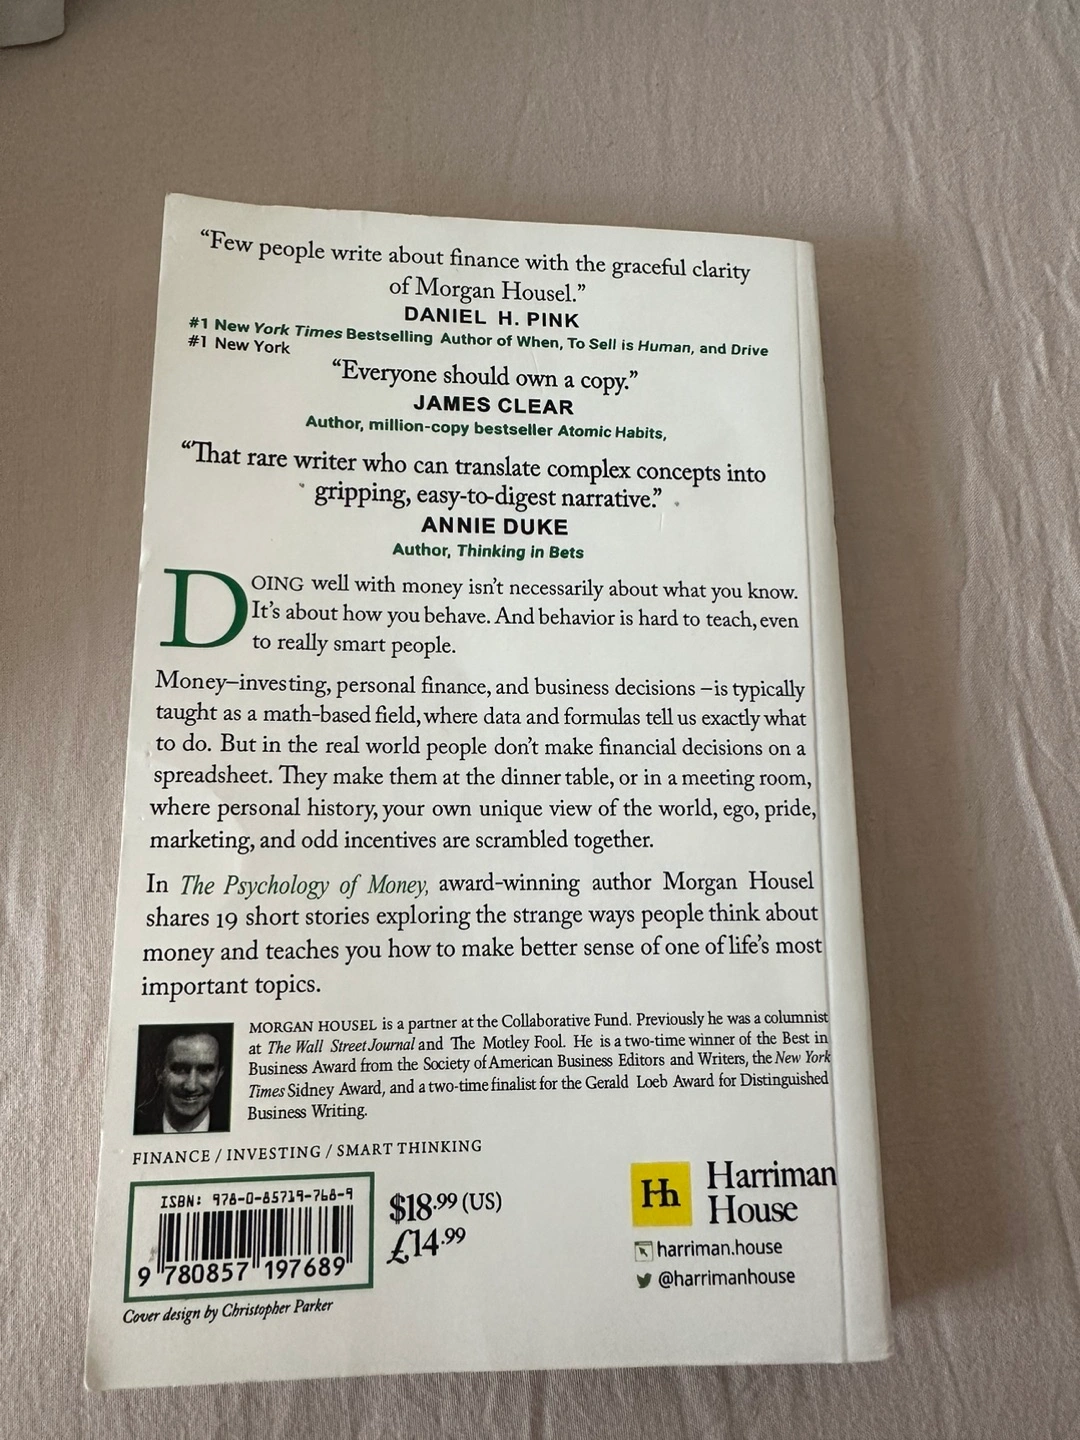 “Few people write about finance with the graceful clarity
of Morgan Housel.”
DANIEL H. PINK
#1 New York Times Bestselling Author of When, To Sell is Human, and Drive
#1 New York
“Everyone should own a copy.”
JAMES CLEAR
Author, million-copy bestseller Atomic Habits,
“That rare writer who can translate complex concepts into
gripping, easy-to-digest narrative.”
ANNIE DUKE
Author, Thinking in Bets
DOING well with money isn’t necessarily about what you know.
It’s about how you behave. And behavior is hard to teach, even
to really smart people.
Money–investing, personal finance, and business decisions –is typically
taught as a math-based field, where data and formulas tell us exactly what
to do. But in the real world people don’t make financial decisions on a
spreadsheet. They make them at the dinner table, or in a meeting room,
where personal history, your own unique view of the world, ego, pride,
marketing, and odd incentives are scrambled together.
In The Psychology of Money, award-winning author Morgan Housel
shares 19 short stories exploring the strange ways people think about
money and teaches you how to make better sense of one of life’s most
important topics.
MORGAN HOUSEL is a partner at the Collaborative Fund. Previously he was a columnist
at The Wall Street Journal and The Motley Fool. He is a two-time winner of the Best in
Business Award from the Society of American Business Editors and Writers, the New York
Times Sidney Award, and a two-time finalist for the Gerald Loeb Award for Distinguished
Business Writing.
FINANCE / INVESTING / SMART THINKING
ISBN: 978-0-85719-768-9
9 780857 197689
$18.99 (US)
£14.99
Hh
Harriman
House
harriman.house
@harrimanhouse
Cover design by Christopher Parker